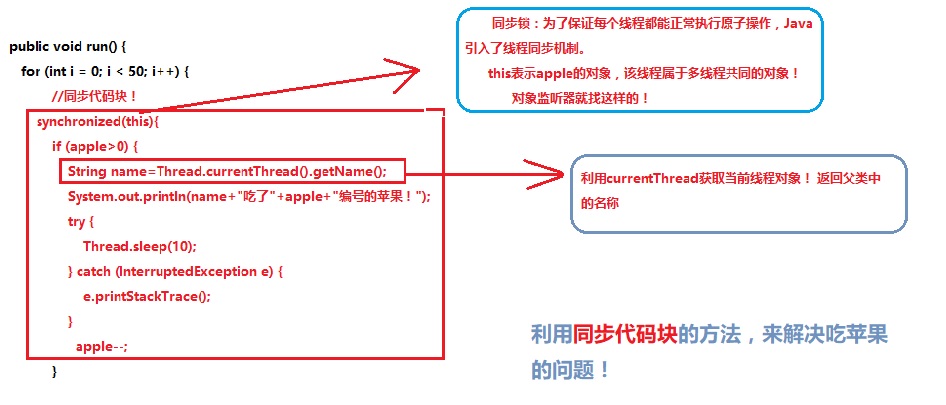 public void run() {
for (int i = 0; i < 50; i++) {
//同步代码块！
synchronized(this){
if (apple>0) {
String name=Thread.currentThread().getName();
System.out.println(name+"吃了"+apple+"编号的苹果！");
try {
Thread.sleep(10);
} catch (InterruptedException e) {
e.printStackTrace();
}
apple--;
}
同步锁：为了保证每个线程都能正常执行原子操作，Java
引入了线程同步机制。
this表示apple的对象，该线程属于多线程共同的对象！
对象监听器就找这样的！
利用currentThread获取当前线程对象！ 返回父类中
的名称
利用同步代码块的方法，来解决吃苹果
的问题！